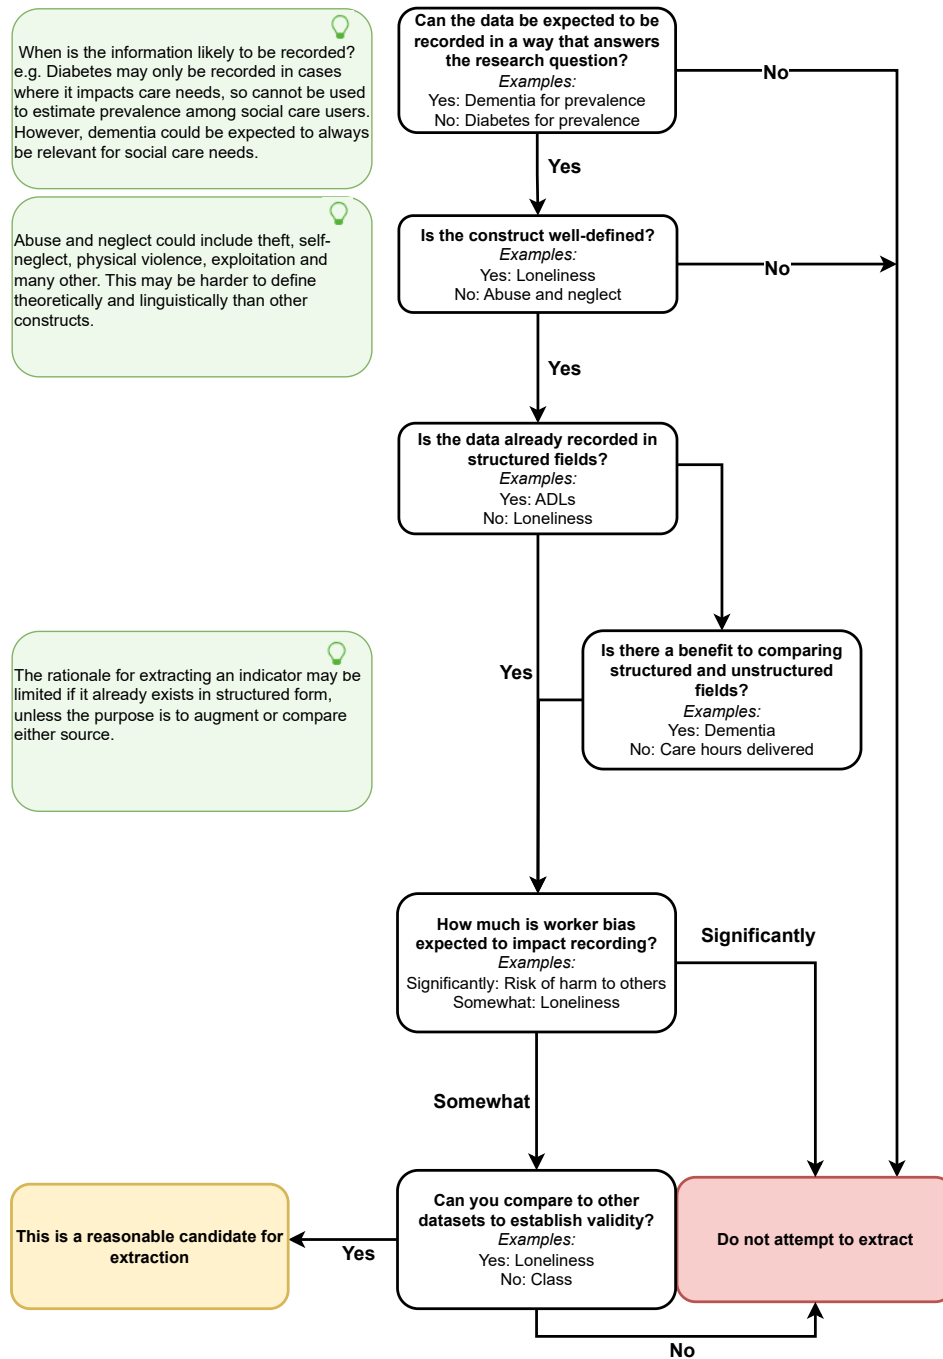 When is the information likely to be recorded?
e.g. Diabetes may only be recorded in cases
where it impacts care needs, so cannot be used
to estimate prevalence among social care users.
However, dementia could be expected to always
be relevant for social care needs.
Can the data be expected to be
recorded in a way that answers
the research question?
Examples:
Yes: Dementia for prevalence
No: Diabetes for prevalence
No
Yes
Abuse and neglect could include theft, self-
neglect, physical violence, exploitation and
many other. This may be harder to define
theoretically and linguistically than other
constructs.
Is the construct well-defined?
Examples:
Yes: Loneliness
No: Abuse and neglect
No
Yes
Is the data already recorded in
structured fields?
Examples:
Yes: ADLs
No: Loneliness
The rationale for extracting an indicator may be
limited if it already exists in structured form,
unless the purpose is to augment or compare
either source.
Yes
Is there a benefit to comparing
structured and unstructured
fields?
Examples:
Yes: Dementia
No: Care hours delivered
How much is worker bias
expected to impact recording?
Examples:
Significantly: Risk of harm to others
Somewhat: Loneliness
Significantly
Somewhat
This is a reasonable candidate for
extraction
Yes
Can you compare to other
datasets to establish validity?
Examples:
Yes: Loneliness
No: Class
Do not attempt to extract
No